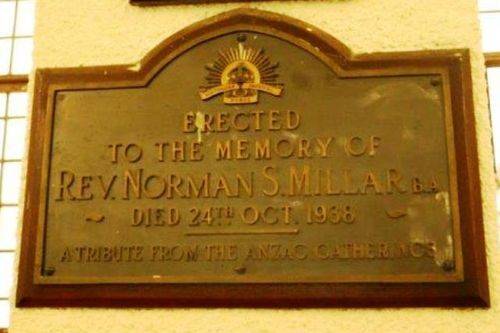 ERECTED
TO THE MEMORY OF
REV. NORMAN S. MILLAR B.A.
DIED 24TH OCT. 1938
A TRIBUTE FROM THE ANZAC GATHERINGS